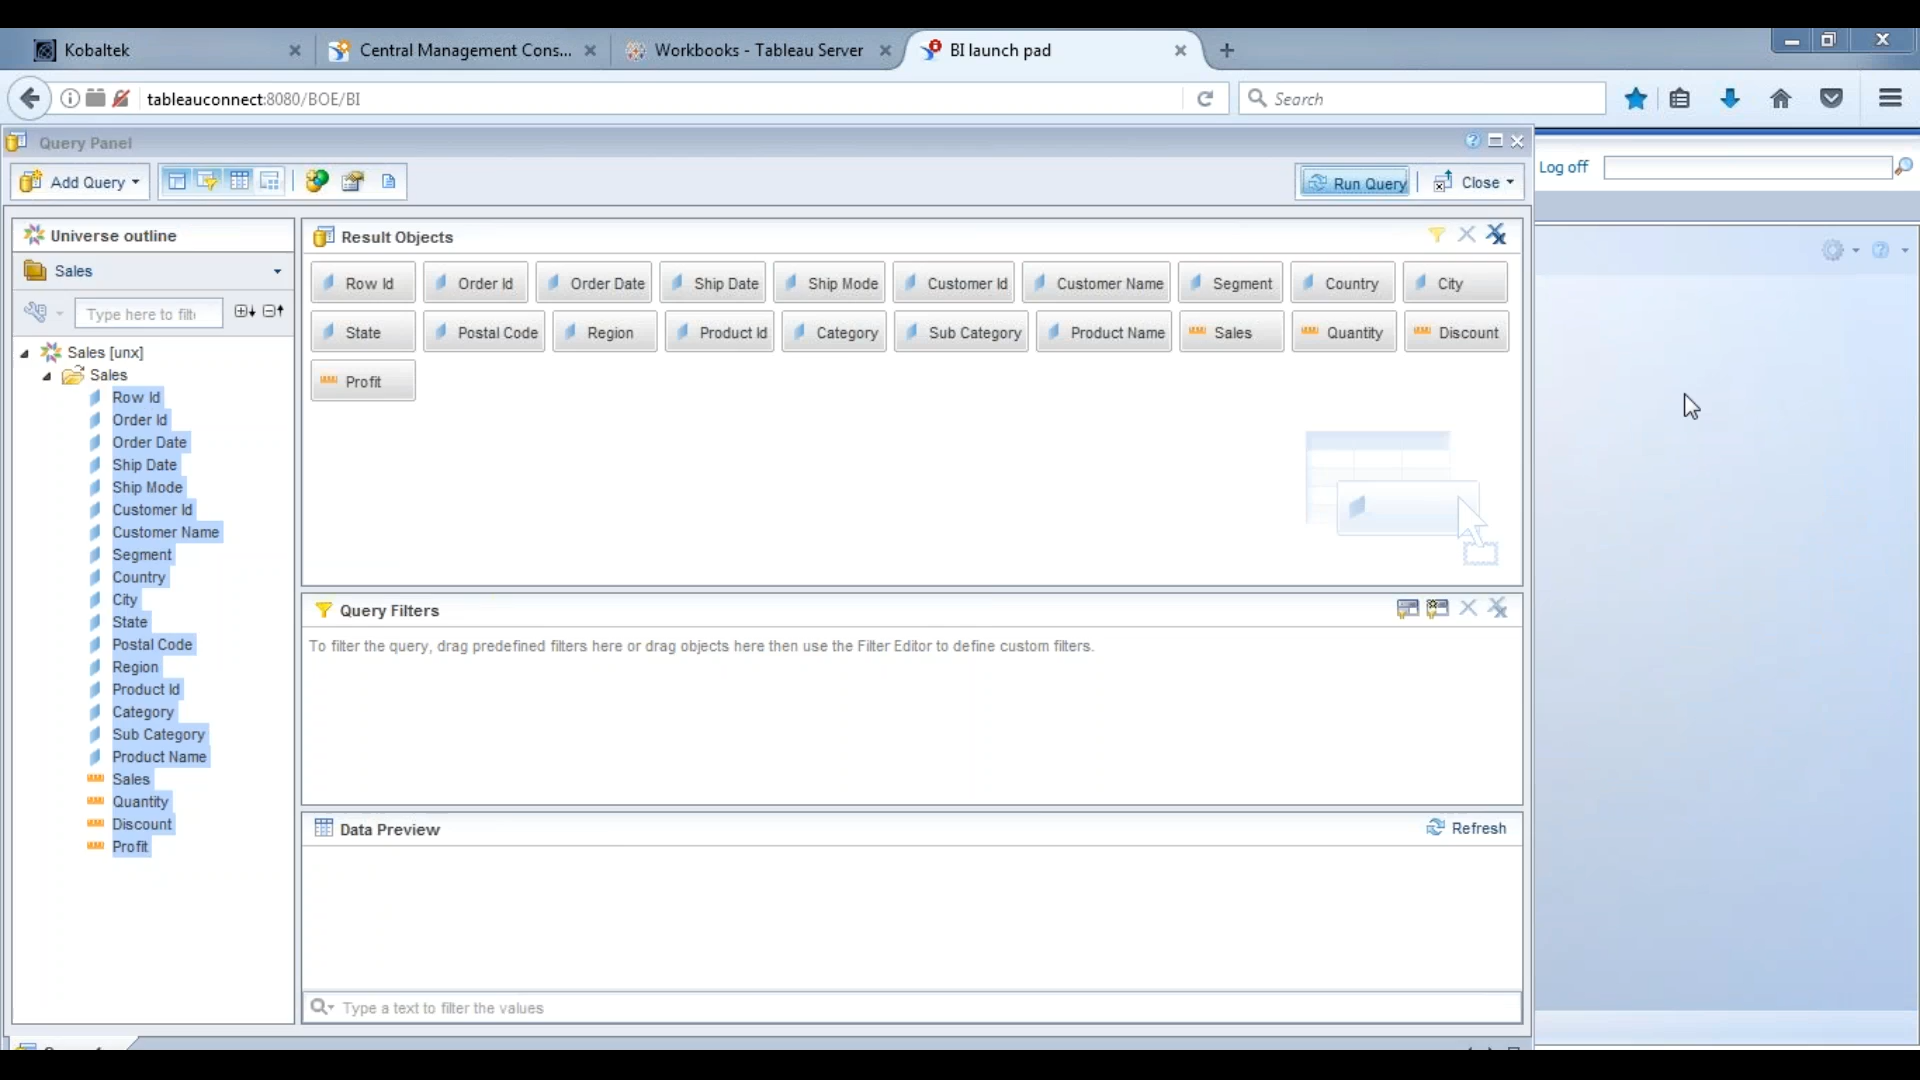 Kobaltek
Central Management Cons...
Workbooks - Tableau Server
BI launch pad
tableauconnect:8080/BOE/BI
Search
Query Panel
Log off
Add Query
Run Query
Close
Universe outline
Sales
Type here to filt
Sales [unx]
Sales
Row Id
Order Id
Order Date
Ship Date
Ship Mode
Customer Id
Customer Name
Segment
Country
City
State
Postal Code
Region
Product Id
Category
Sub Category
Product Name
Sales
Quantity
Discount
Profit
Result Objects
Row Id Order Id Order Date Ship Date Ship Mode Customer Id Customer Name Segment Country City
State Postal Code Region Product Id Category Sub Category Product Name Sales Quantity Discount
Profit
Query Filters
To filter the query, drag predefined filters here or drag objects here then use the Filter Editor to define custom filters.
Data Preview
Refresh
Type a text to filter the values